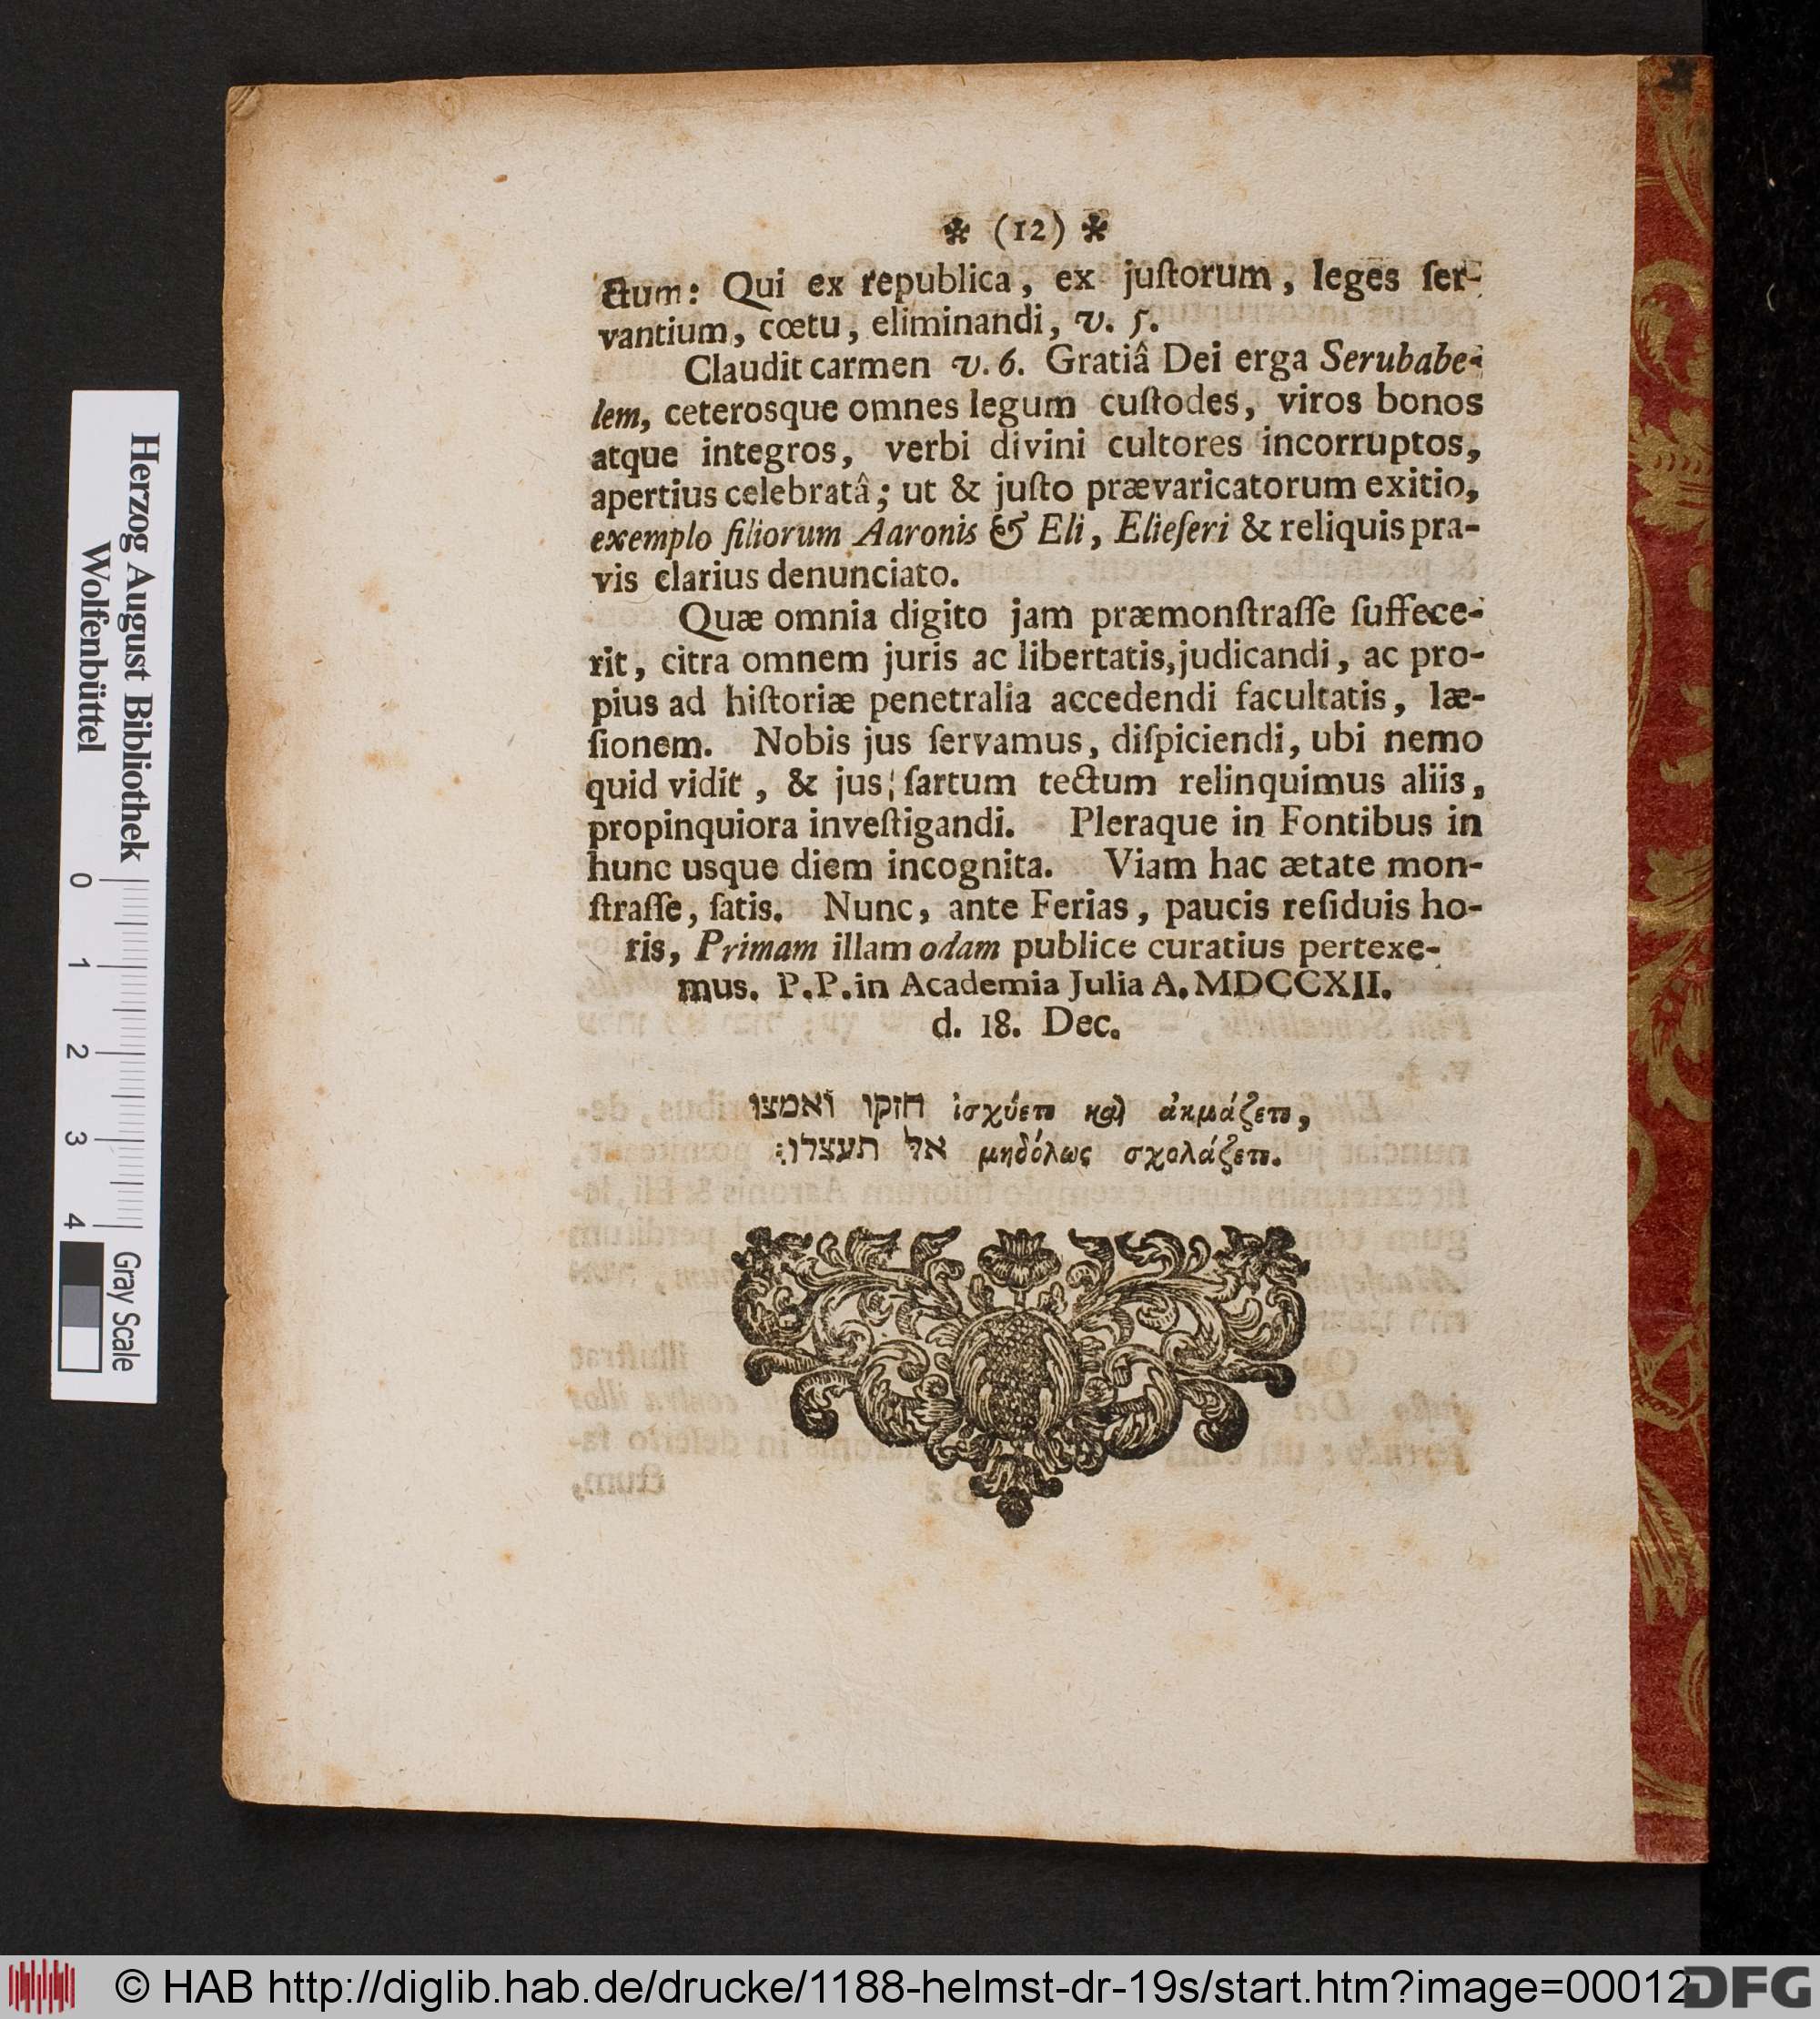 ✽ (12) ✽
ctum: Qui ex republica, ex juſtorum, leges ſer-
vantium, cœtu, eliminandi, v. 5.
Claudit carmen v. 6. Gratiâ Dei erga Serubabe-
lem, ceterosque omnes legum cuſtodes, viros bonos
atque integros, verbi divini cultores incorruptos,
apertius celebratâ; ut & juſto prævaricatorum exitio,
exemplo filiorum Aaronis & Eli, Elieſeri & reliquis pra-
vis clarius denunciato.
Quæ omnia digito jam præmonſtraſſe ſuffece-
rit, citra omnem juris ac libertatis, judicandi, ac pro-
pius ad hiſtoriæ penetralia accedendi facultatis, læ-
ſionem. Nobis jus ſervamus, diſpiciendi, ubi nemo
quid vidit, & jus ſartum tectum relinquimus aliis,
propinquiora inveſtigandi. Pleraque in Fontibus in
hunc usque diem incognita. Viam hac ætate mon-
ſtraſſe, ſatis. Nunc, ante Ferias, paucis reſiduis ho-
ris, Primam illam odam publice curatius pertexe-
mus. P.P. in Academia Julia A. MDCCXII.
d. 18. Dec.
חזקו ואמצו ἰσχύετε καὶ ἀκμάζετε,
אל תעצלו: μηδόλως σχολάζετε.
Herzog August Bibliothek
Wolfenbüttel
0 1 2 3 4
Gray Scale
© HAB http://diglib.hab.de/drucke/1188-helmst-dr-19s/start.htm?image=00012
DFG